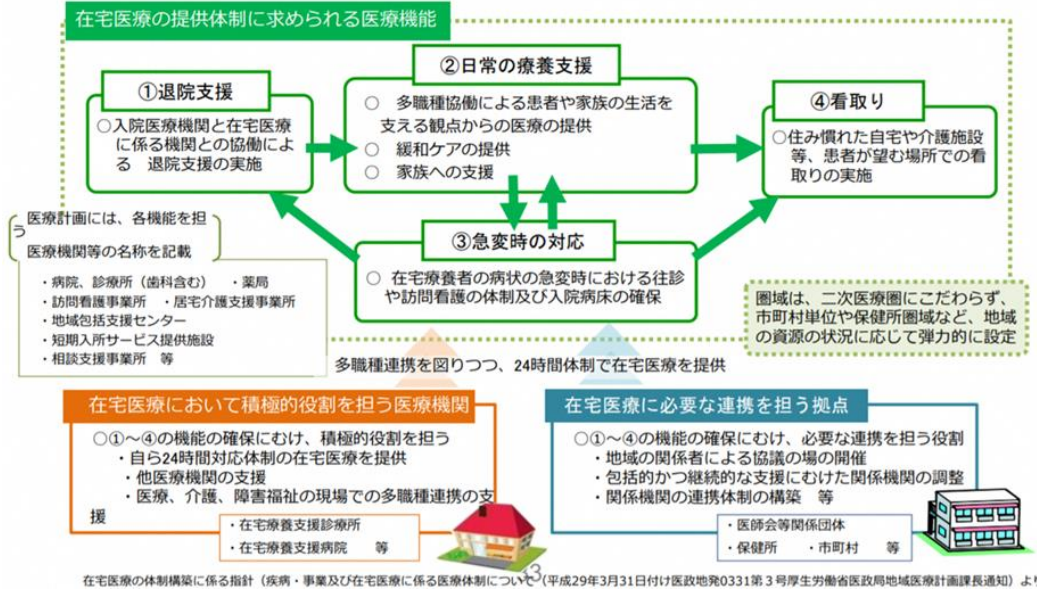 在宅医療の提供体制に求められる医療機能
①退院支援
○入院医療機関と在宅医療
に係る機関との協働によ
る　退院支援の実施
②日常の療養支援
○　多職種協働による患者や家族の生活を
支える観点からの医療の提供
○　緩和ケアの提供
○　家族への支援
④看取り
○住み慣れた自宅や介護施設
等、患者が望む場所での看
取りの実施
③急変時の対応
○　在宅療養者の病状の急変時における往診
や訪問看護の体制及び入院病床の確保
医療計画には、各機能を担
う
医療機関等の名称を記載
・病院、診療所（歯科含む）　・薬局
・訪問看護事業所　・居宅介護支援事業所
・地域包括支援センター
・短期入所サービス提供施設
・相談支援事業所　等
圏域は、二次医療圏にこだわらず、
市町村単位や保健所圏域など、地域
の資源の状況に応じて弾力的に設定
多職種連携を図りつつ、24時間体制で在宅医療を提供
在宅医療において積極的役割を担う医療機関
○①～④の機能の確保にむけ、積極的役割を担う
・自ら24時間対応体制の在宅医療を提供
・他医療機関の支援
・医療、介護、障害福祉の現場での多職種連携の支
援
・在宅療養支援診療所
・在宅療養支援病院　等
在宅医療に必要な連携を担う拠点
○①～④の機能の確保にむけ、必要な連携を担う役割
・地域の関係者による協議の場の開催
・包括的かつ継続的な支援にむけた関係機関の調整
・関係機関の連携体制の構築　等
・医師会等関係団体
・保健所　・市町村　等
13
在宅医療の体制構築に係る指針（疾病・事業及び在宅医療に係る医療体制について（平成29年3月31日付け医政地発0331第３号厚生労働省医政局地域医療計画課長通知）より